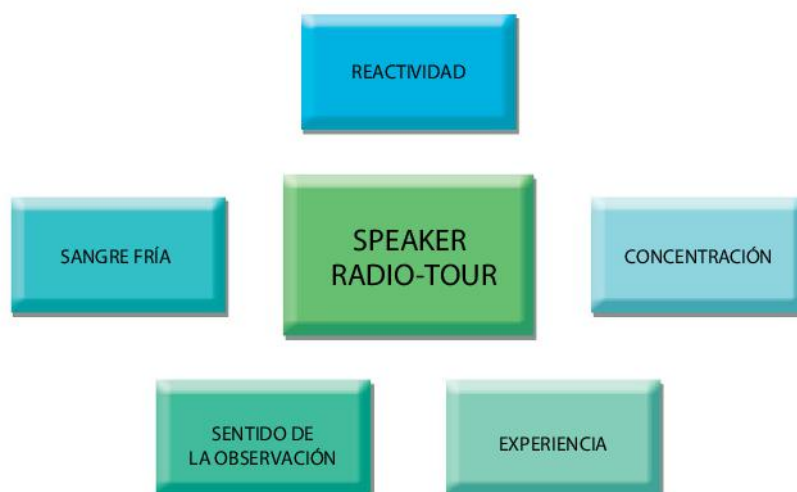 REACTIVIDAD
SANGRE FRÍA
SPEAKER
RADIO-TOUR
CONCENTRACIÓN
SENTIDO DE
LA OBSERVACIÓN
EXPERIENCIA